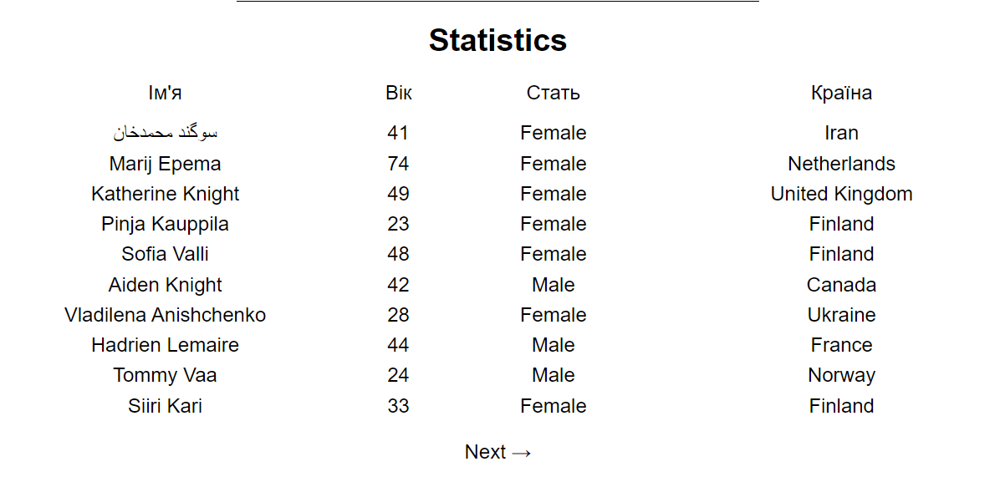 Statistics
Ім'я Вік Стать Країна
سوگند محمدخان 41 Female Iran
Marij Epema 74 Female Netherlands
Katherine Knight 49 Female United Kingdom
Pinja Kauppila 23 Female Finland
Sofia Valli 48 Female Finland
Aiden Knight 42 Male Canada
Vladilena Anishchenko 28 Female Ukraine
Hadrien Lemaire 44 Male France
Tommy Vaa 24 Male Norway
Siiri Kari 33 Female Finland
Next →